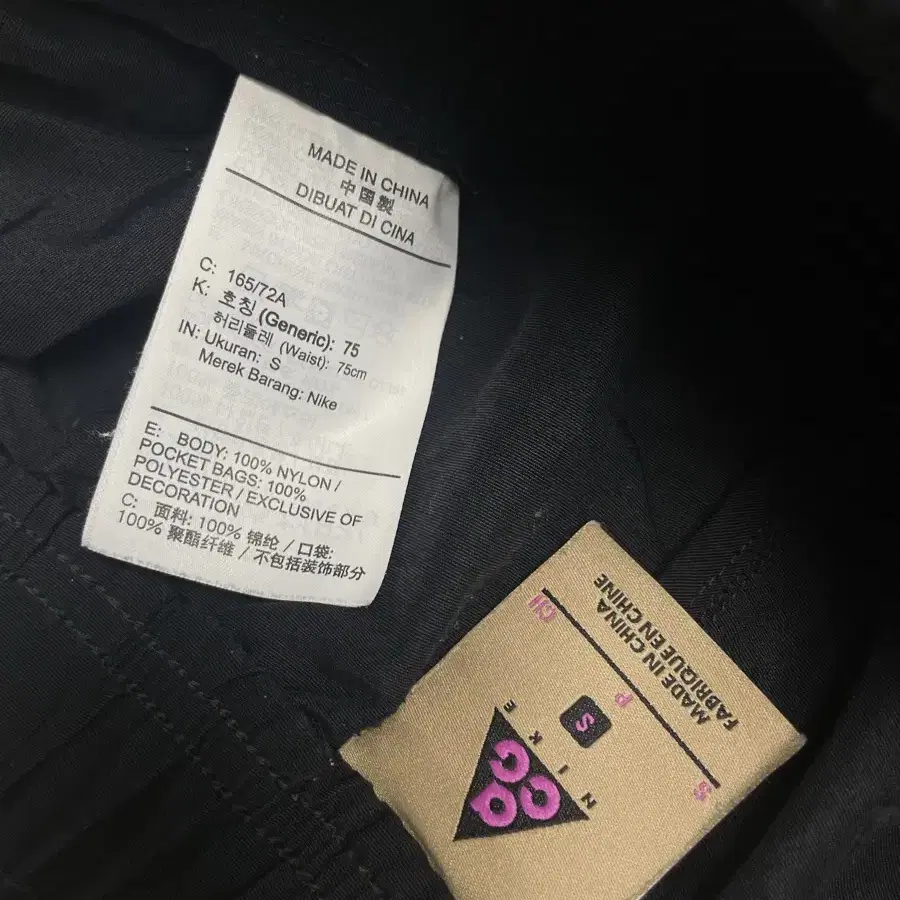 MADE IN CHINA
中国製
DIBUAT DI CINA
C: 165/72A
K: 호칭 (Generic): 75
허리둘레 (Waist): 75cm
IN: Ukuran: S
Merek Barang: Nike
E: BODY: 100% NYLON /
POCKET BAGS: 100%
POLYESTER / EXCLUSIVE OF
DECORATION
C: 面料: 100% 锦纶 / 口袋:
100% 聚酯纤维 / 不包括装饰部分
MADE IN CHINA
FABRIQUE EN CHINE
S
P
CH
S
NIKE
ACG